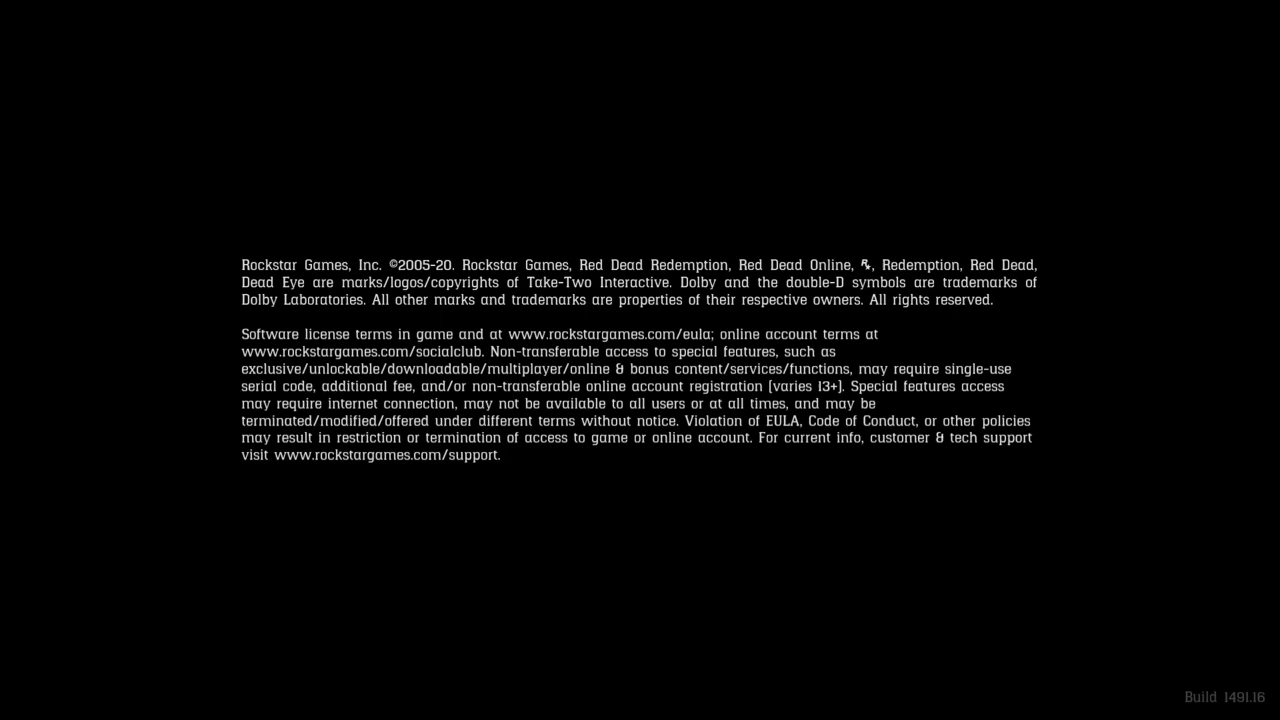 Rockstar Games, Inc. ©2005-20. Rockstar Games, Red Dead Redemption, Red Dead Online, , Redemption, Red Dead,
Dead Eye are marks/logos/copyrights of Take-Two Interactive. Dolby and the double-D symbols are trademarks of
Dolby Laboratories. All other marks and trademarks are properties of their respective owners. All rights reserved.
Software license terms in game and at www.rockstargames.com/eula; online account terms at
www.rockstargames.com/socialclub. Non-transferable access to special features, such as
exclusive/unlockable/downloadable/multiplayer/online & bonus content/services/functions, may require single-use
serial code, additional fee, and/or non-transferable online account registration (varies 13+). Special features access
may require internet connection, may not be available to all users or at all times, and may be
terminated/modified/offered under different terms without notice. Violation of EULA, Code of Conduct, or other policies
may result in restriction or termination of access to game or online account. For current info, customer & tech support
visit www.rockstargames.com/support.
Build 1491.16